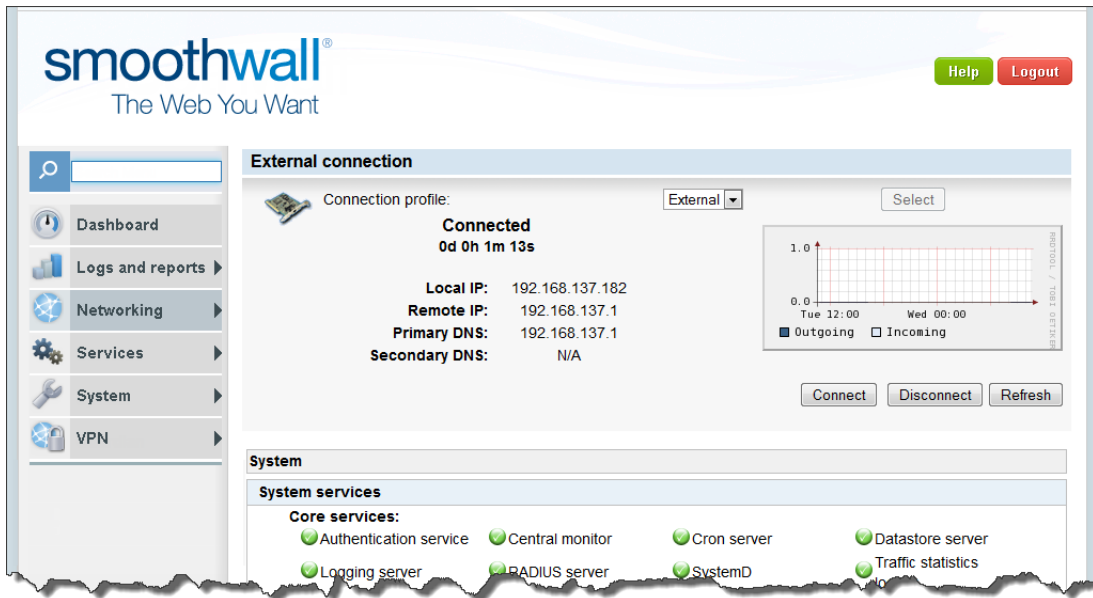 smoothwall®
The Web You Want
Help
Logout
Dashboard
Logs and reports
Networking
Services
System
VPN
External connection
Connection profile:
External
Select
Connected
0d 0h 1m 13s
Local IP: 192.168.137.182
Remote IP: 192.168.137.1
Primary DNS: 192.168.137.1
Secondary DNS: N/A
1.0
0.0
Tue 12:00 Wed 00:00
Outgoing Incoming
RRDTOOL / TOBI OETIKER
Connect
Disconnect
Refresh
System
System services
Core services:
Authentication service
Central monitor
Cron server
Datastore server
Logging server
RADIUS server
SystemD
Traffic statistics